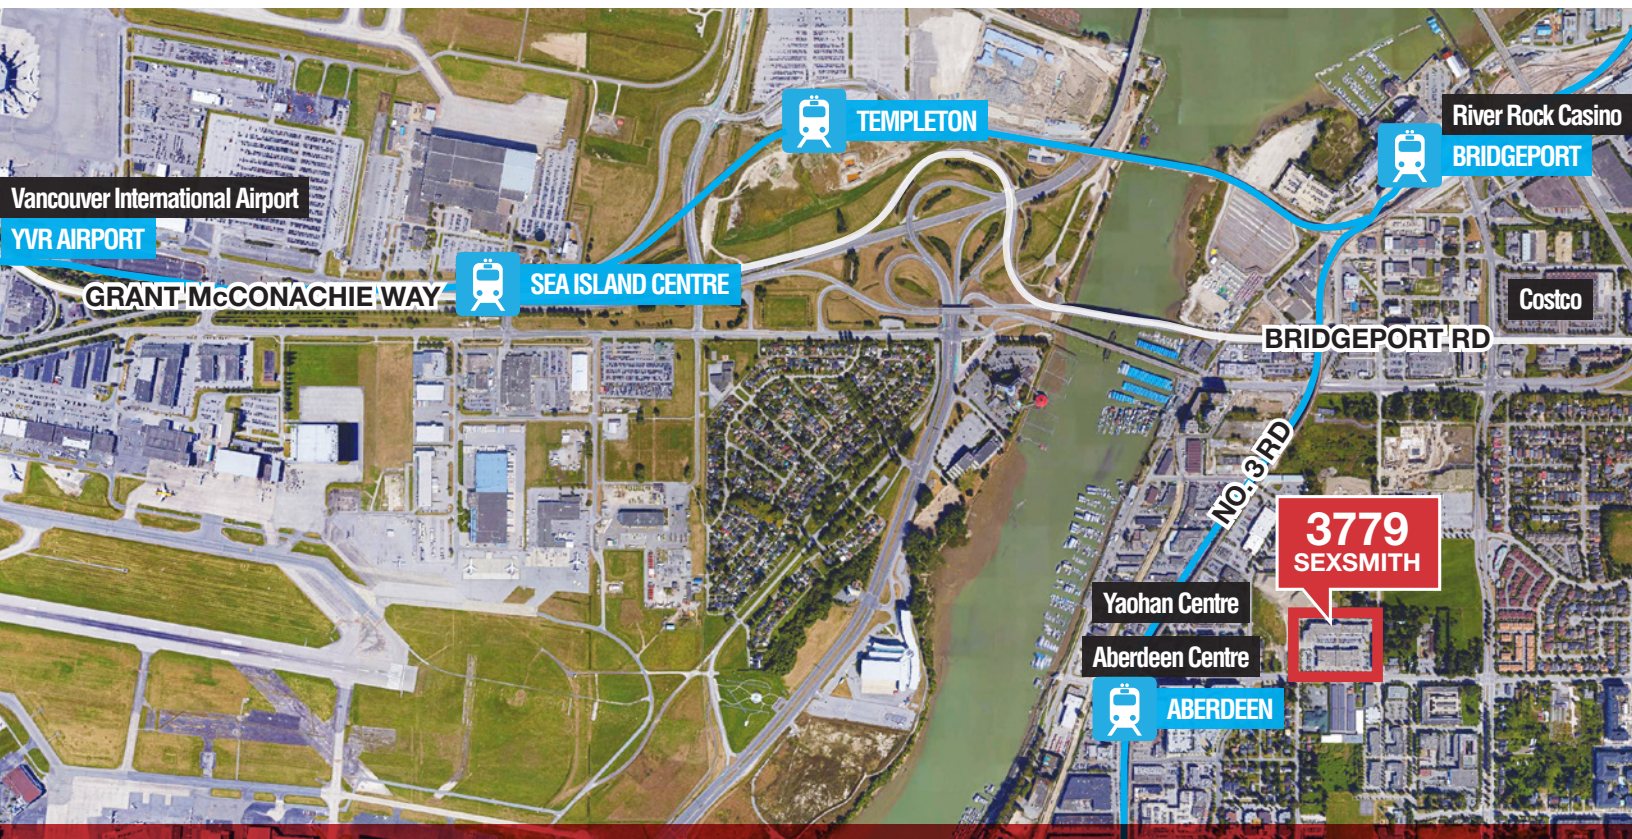 TEMPLETON
River Rock Casino
BRIDGEPORT
Vancouver International Airport
YVR AIRPORT
SEA ISLAND CENTRE
GRANT McCONACHIE WAY
Costco
BRIDGEPORT RD
NO. 3 RD
3779
SEXSMITH
Yaohan Centre
Aberdeen Centre
ABERDEEN